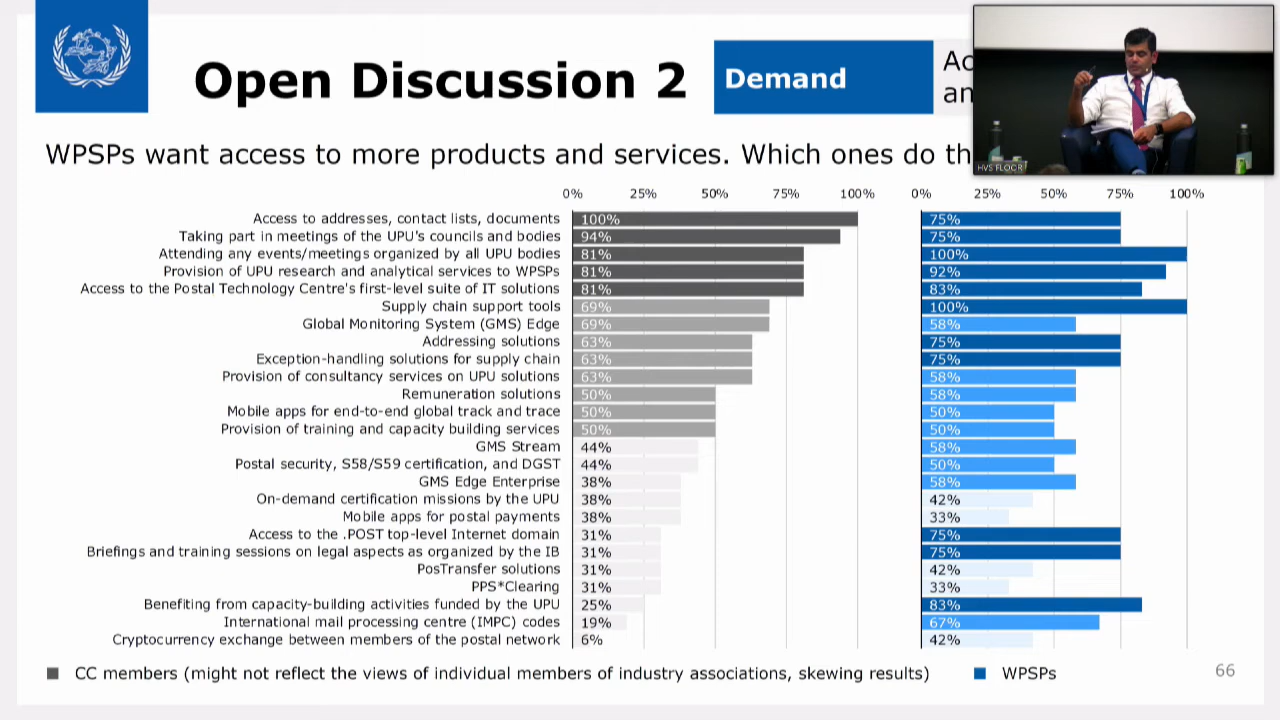 Open Discussion 2
Demand
Ac
an
WPSPs want access to more products and services. Which ones do th
HVS FLOOR
0% 25% 50% 75% 100% 0% 25% 50% 75% 100%
Access to addresses, contact lists, documents 100% 75%
Taking part in meetings of the UPU's councils and bodies 94% 75%
Attending any events/meetings organized by all UPU bodies 81% 100%
Provision of UPU research and analytical services to WPSPs 81% 92%
Access to the Postal Technology Centre's first-level suite of IT solutions 81% 83%
Supply chain support tools 69% 100%
Global Monitoring System (GMS) Edge 69% 58%
Addressing solutions 63% 75%
Exception-handling solutions for supply chain 63% 75%
Provision of consultancy services on UPU solutions 63% 58%
Remuneration solutions 50% 58%
Mobile apps for end-to-end global track and trace 50% 50%
Provision of training and capacity building services 50% 50%
GMS Stream 44% 58%
Postal security, S58/S59 certification, and DGST 44% 50%
GMS Edge Enterprise 38% 58%
On-demand certification missions by the UPU 38% 42%
Mobile apps for postal payments 38% 33%
Access to the .POST top-level Internet domain 31% 75%
Briefings and training sessions on legal aspects as organized by the IB 31% 75%
PosTransfer solutions 31% 42%
PPS*Clearing 31% 33%
Benefiting from capacity-building activities funded by the UPU 25% 83%
International mail processing centre (IMPC) codes 19% 67%
Cryptocurrency exchange between members of the postal network 6% 42%
CC members (might not reflect the views of individual members of industry associations, skewing results) WPSPs
66